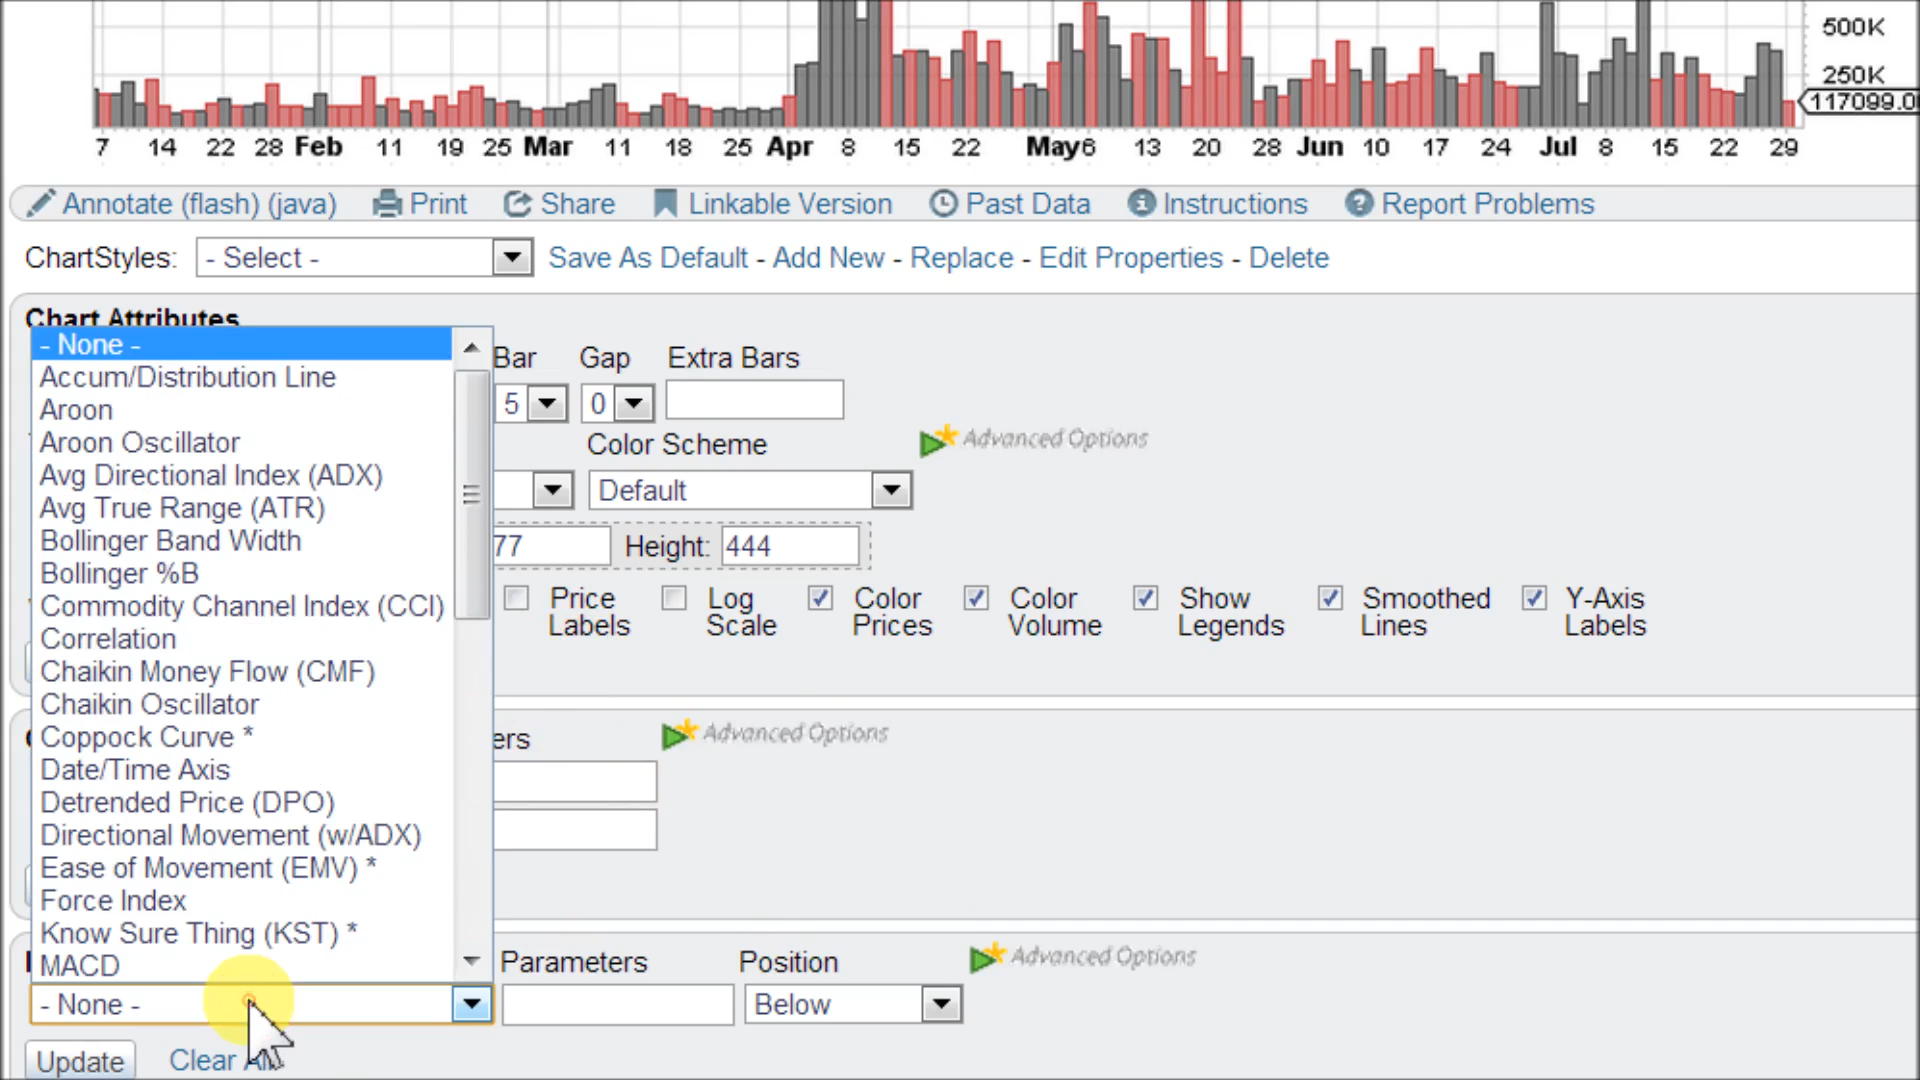 500K
250K
117099.0
7 14 22 28 Feb 11 19 25 Mar 11 18 25 Apr 8 15 22 May6 13 20 28 Jun 10 17 24 Jul 8 15 22 29
Annotate (flash) (java) Print Share Linkable Version Past Data Instructions Report Problems
ChartStyles: - Select - Save As Default - Add New - Replace - Edit Properties - Delete
Chart Attributes
- None -
Accum/Distribution Line
Aroon
Aroon Oscillator
Avg Directional Index (ADX)
Avg True Range (ATR)
Bollinger Band Width
Bollinger %B
Commodity Channel Index (CCI)
Correlation
Chaikin Money Flow (CMF)
Chaikin Oscillator
Coppock Curve *
Date/Time Axis
Detrended Price (DPO)
Directional Movement (w/ADX)
Ease of Movement (EMV) *
Force Index
Know Sure Thing (KST) *
MACD
Bar Gap Extra Bars
5 0
Color Scheme Advanced Options
Default
77 Height: 444
Price Labels
Log Scale
Color Prices
Color Volume
Show Legends
Smoothed Lines
Y-Axis Labels
ers Advanced Options
Parameters Position Advanced Options
- None - Below
Update Clear All